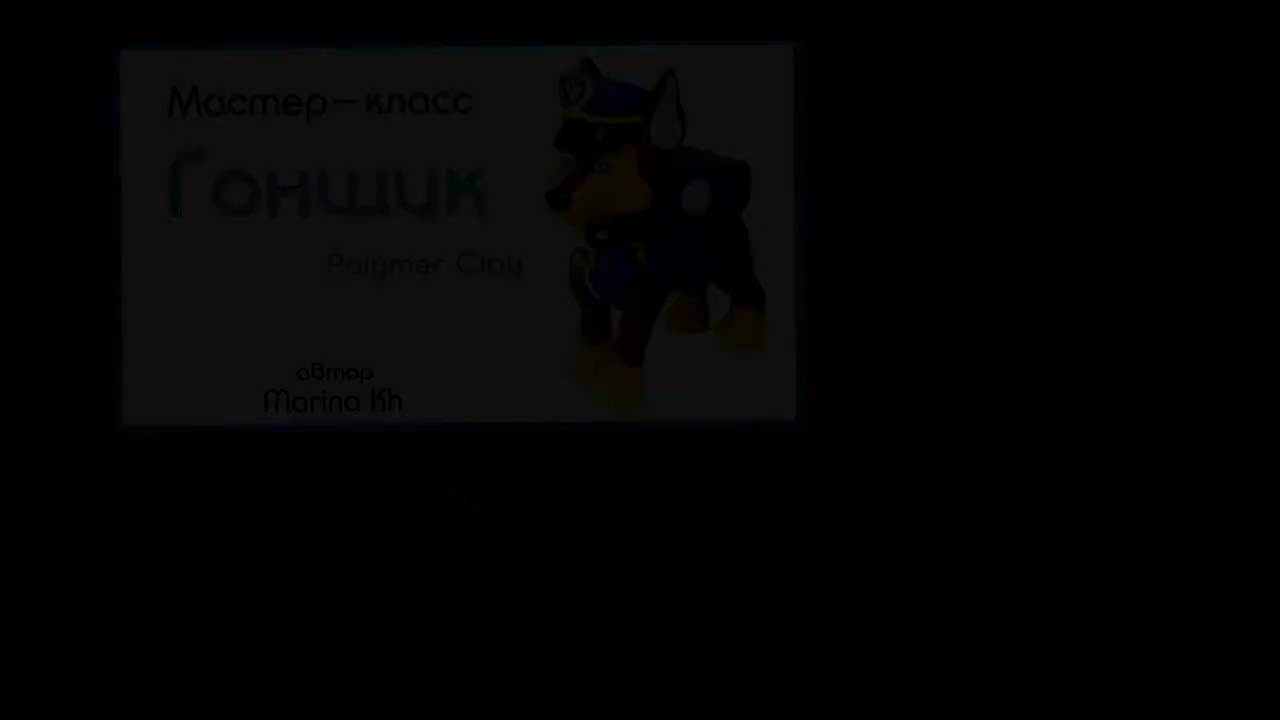 Мастер-класс
Гонщик
Polymer Clay
автор
Marina Kh